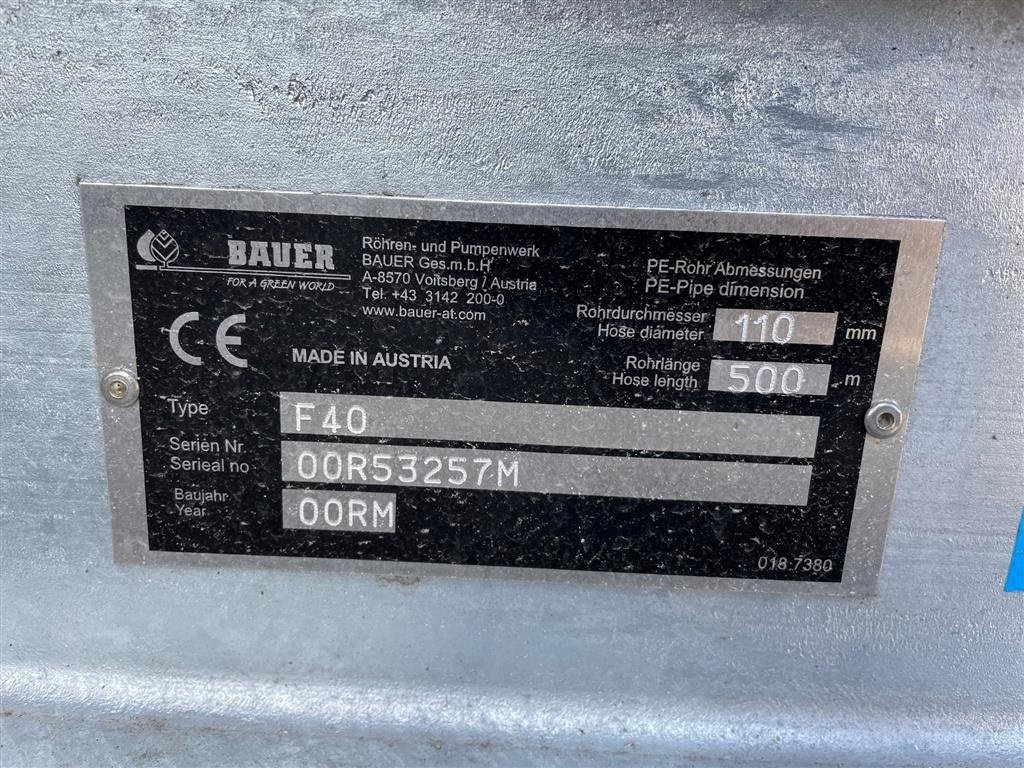 BAUER
FOR A GREEN WORLD
Röhren- und Pumpenwerk
BAUER Ges.m.b.H
A-8570 Voitsberg / Austria
Tel. +43 3142 200-0
www.bauer-at.com
PE-Rohr Abmessungen
PE-Pipe dimension
Rohrdurchmesser
Hose diameter 110 mm
CE
MADE IN AUSTRIA
Rohrlänge
Hose length 500 m
Type F40
Serien Nr.
Serieal no 00R53257M
Baujahr
Year 00RM
018 7380